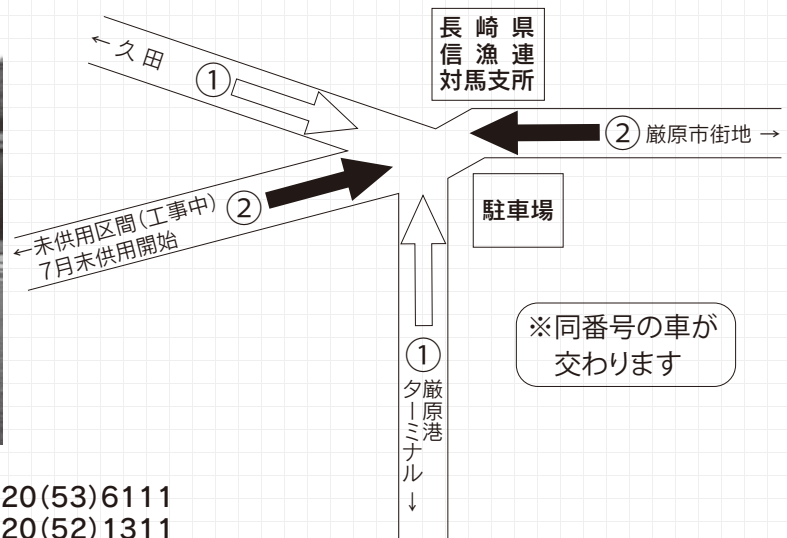 長崎県
信漁連
対馬支所
←久田
①
②
厳原市街地→
②
←未供用区間(工事中)
7月末供用開始
駐車場
①
厳原港
ターミナル→
※同番号の車が
交わります
20(53)6111
20(52)1311